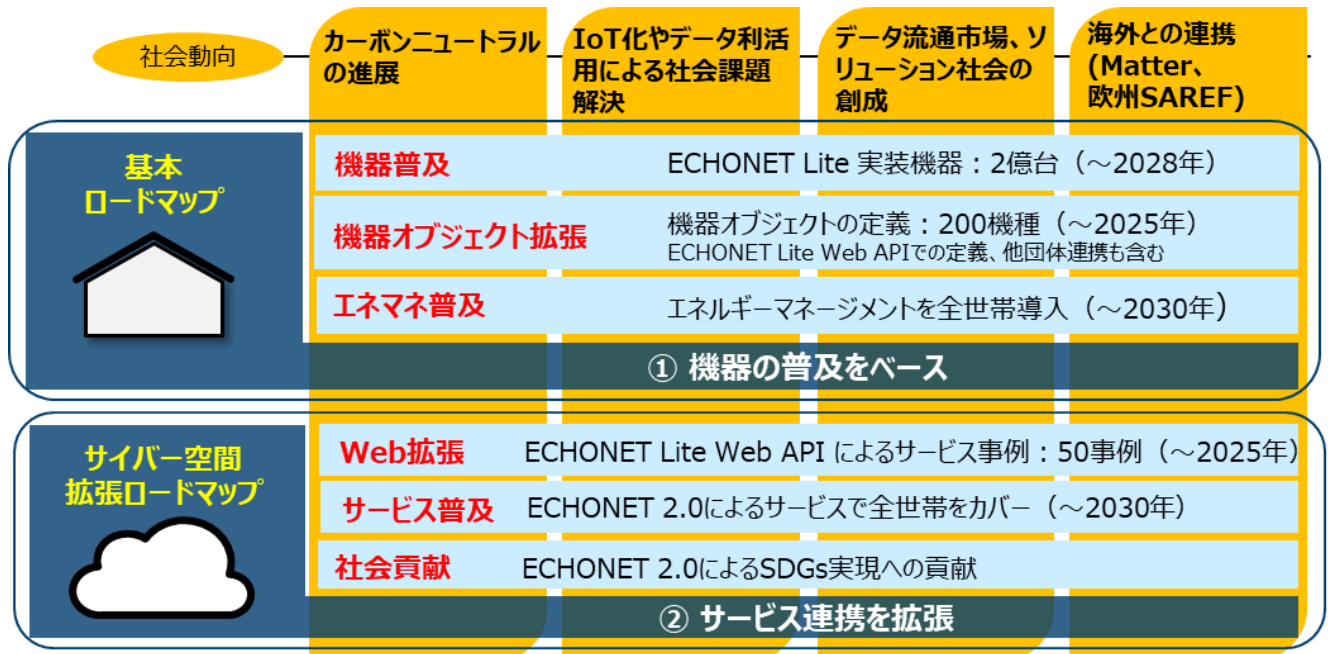 社会動向
カーボンニュートラル
の進展
IoT化やデータ利活
用による社会課題
解決
データ流通市場、ソ
リューション社会の
創成
海外との連携
(Matter、
欧州SAREF)
基本
ロードマップ
機器普及
ECHONET Lite 実装機器：2億台（～2028年）
機器オブジェクト拡張
機器オブジェクトの定義：200機種（～2025年）
ECHONET Lite Web APIでの定義、他団体連携も含む
エネマネ普及
エネルギーマネージメントを全世帯導入（～2030年）
① 機器の普及をベース
サイバー空間
拡張ロードマップ
Web拡張
ECHONET Lite Web API によるサービス事例：50事例（～2025年）
サービス普及
ECHONET 2.0によるサービスで全世帯をカバー（～2030年）
社会貢献
ECHONET 2.0によるSDGs実現への貢献
② サービス連携を拡張